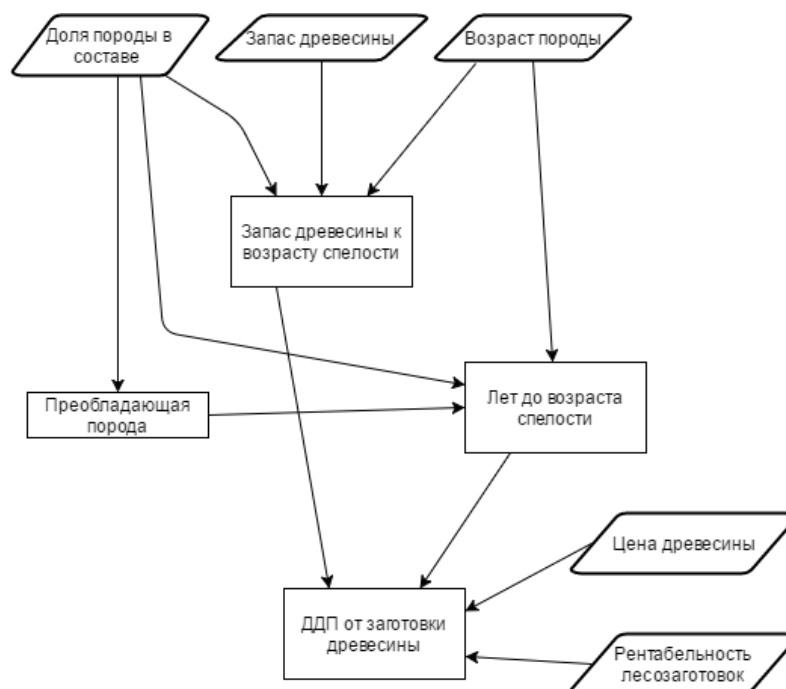 Доля породы в
составе
Запас древесины
Возраст породы
Запас древесины к
возрасту спелости
Преобладающая
порода
Лет до возраста
спелости
Цена древесины
ДДП от заготовки
древесины
Рентабельность
лесозаготовок